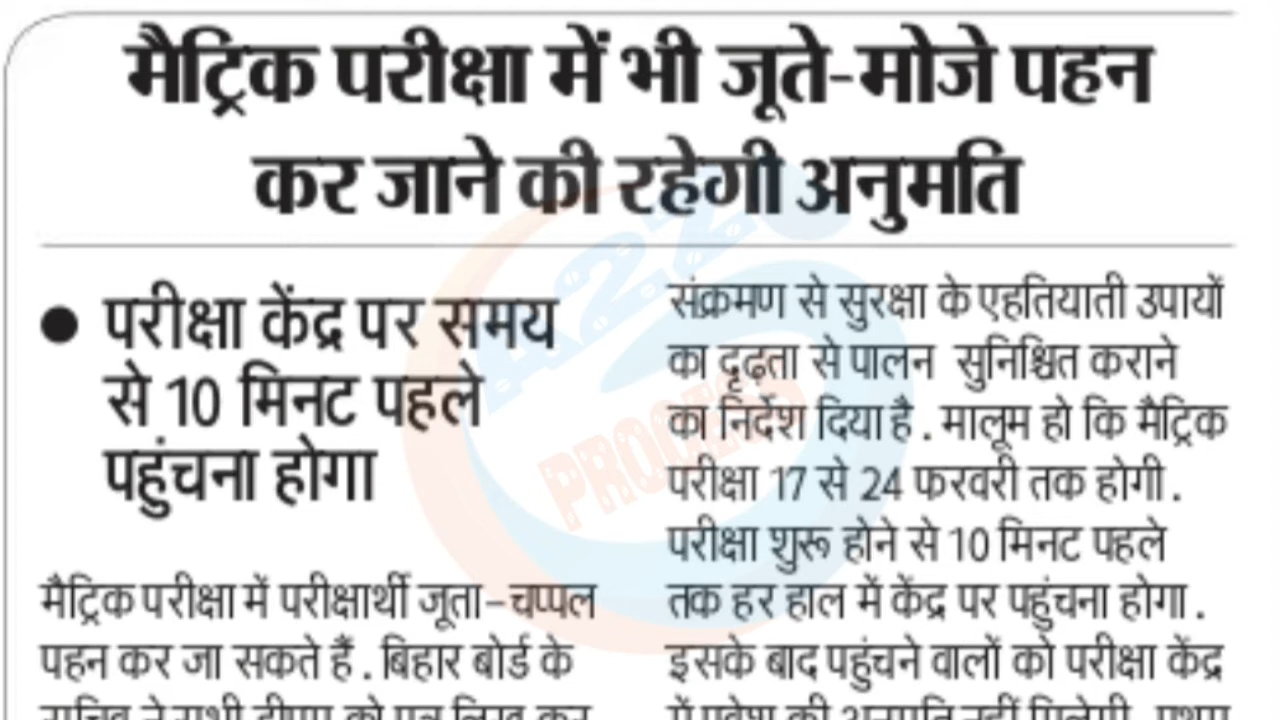 मैट्रिक परीक्षा में भी जूते-मोजे पहन
कर जाने की रहेगी अनुमति
● परीक्षा केंद्र पर समय
से 10 मिनट पहले
पहुंचना होगा
मैट्रिक परीक्षा में परीक्षार्थी जूता-चप्पल
पहन कर जा सकते हैं. बिहार बोर्ड के
संक्रमण से सुरक्षा के एहतियाती उपायों
का दृढ़ता से पालन सुनिश्चित कराने
का निर्देश दिया है. मालूम हो कि मैट्रिक
परीक्षा 17 से 24 फरवरी तक होगी.
परीक्षा शुरू होने से 10 मिनट पहले
तक हर हाल में केंद्र पर पहुंचना होगा.
इसके बाद पहुंचने वालों को परीक्षा केंद्र
A2Z
PROCESS